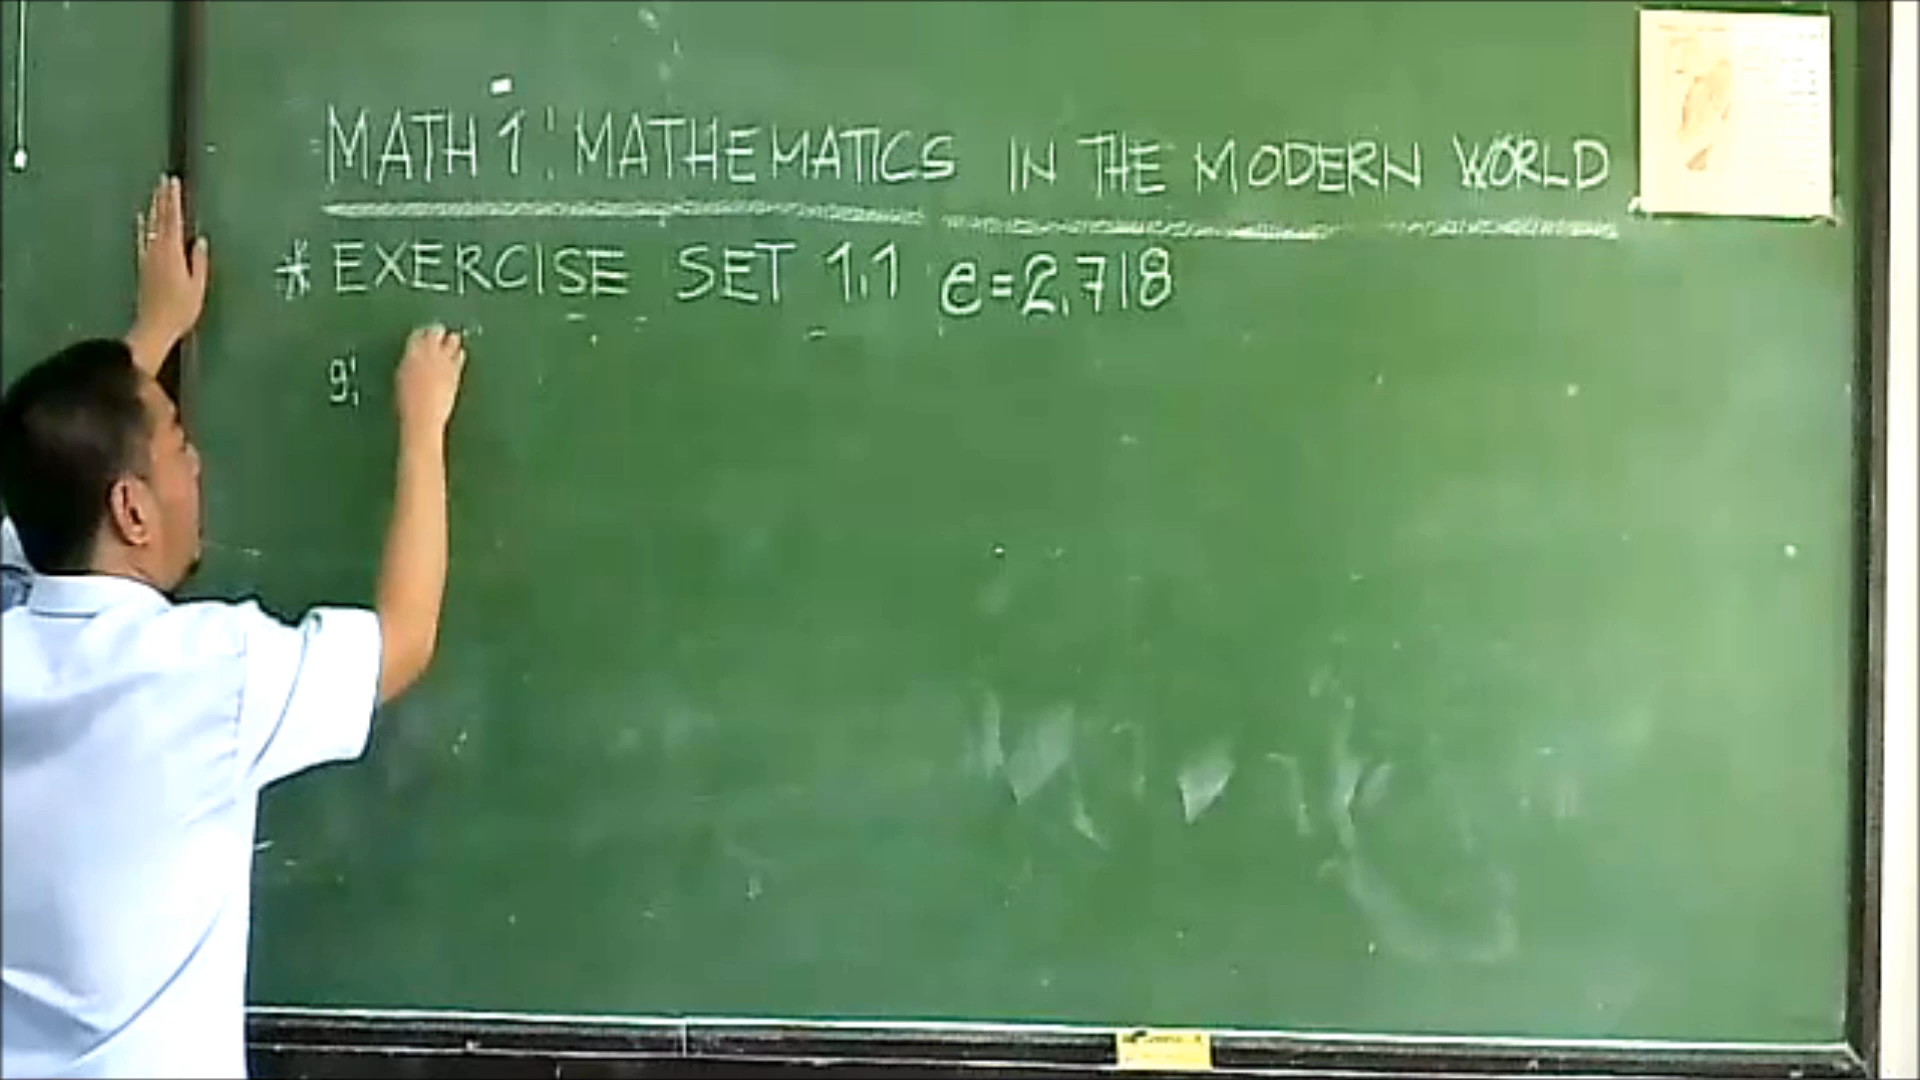 MATH 1: MATHEMATICS IN THE MODERN WORLD
* EXERCISE SET 1.1 e=2.718
9.